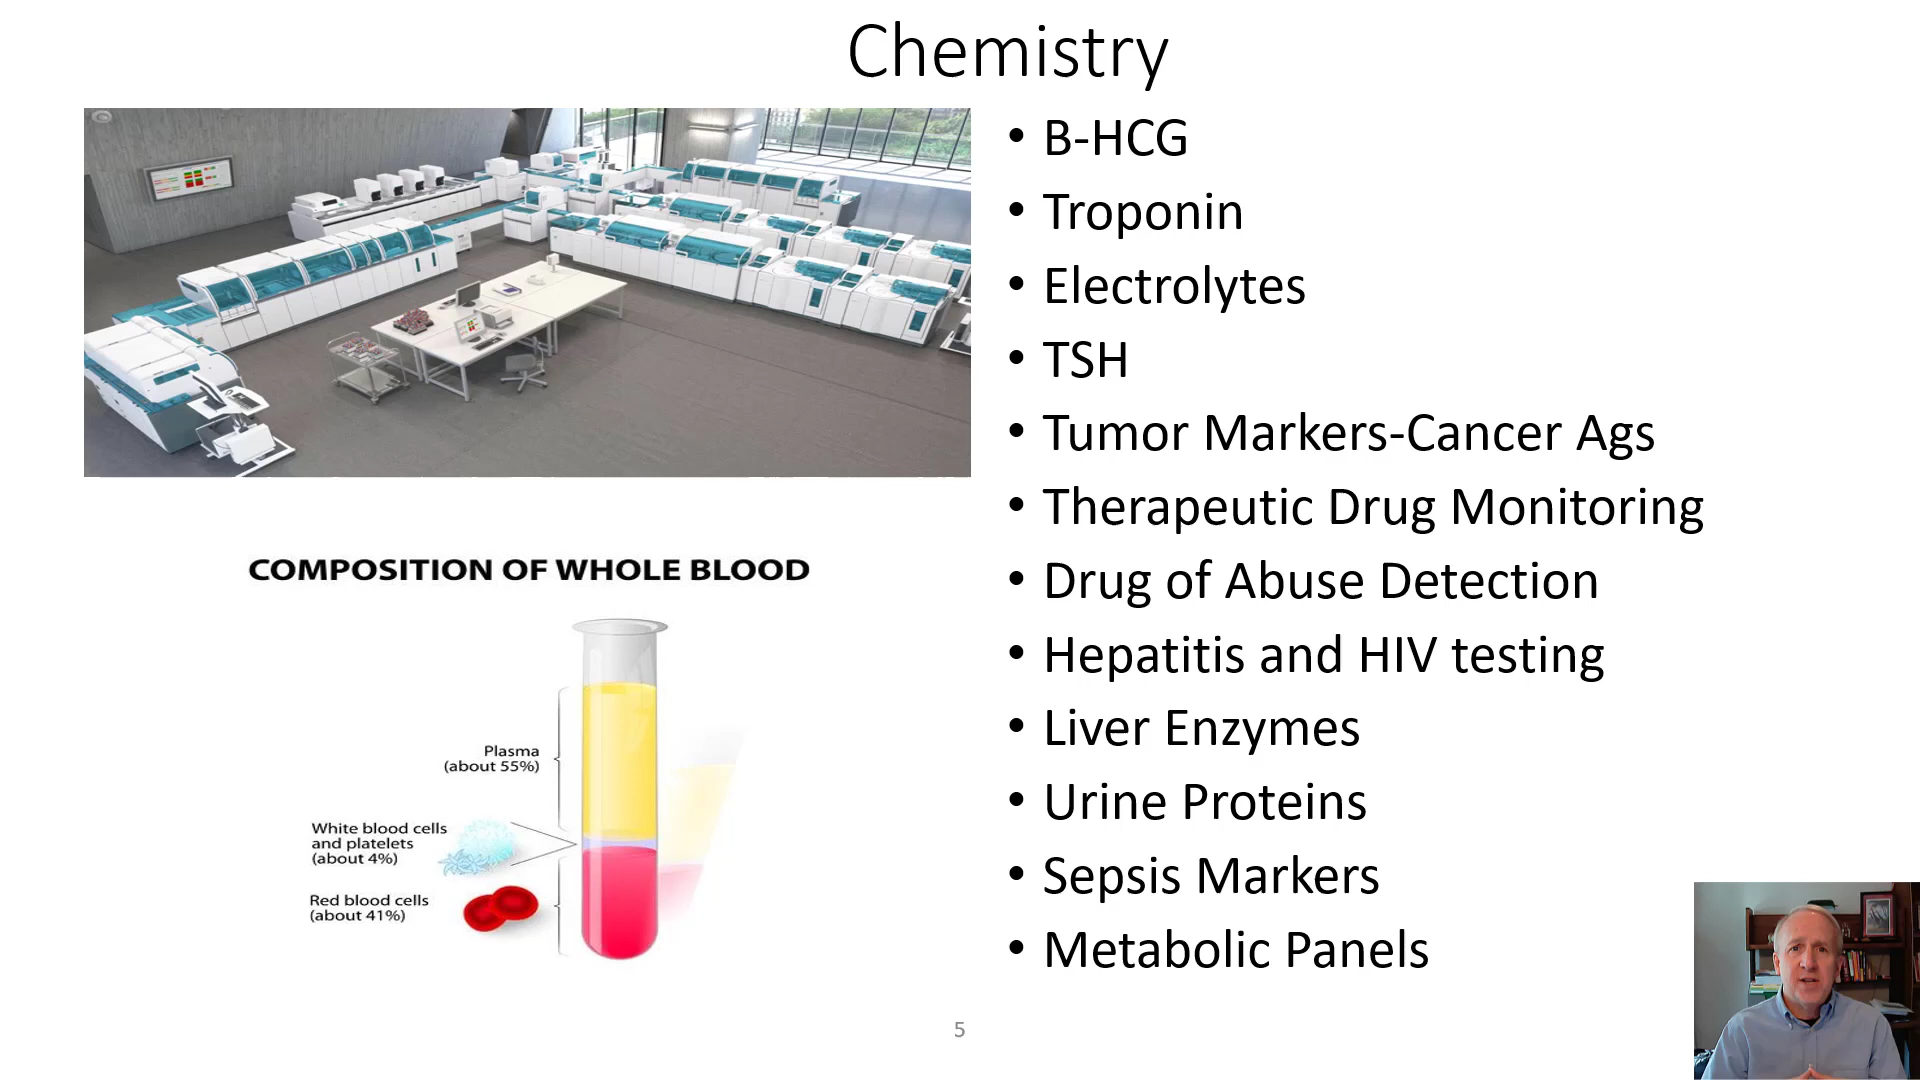 Chemistry
• B-HCG
• Troponin
• Electrolytes
• TSH
• Tumor Markers-Cancer Ags
• Therapeutic Drug Monitoring
• Drug of Abuse Detection
• Hepatitis and HIV testing
• Liver Enzymes
• Urine Proteins
• Sepsis Markers
• Metabolic Panels
COMPOSITION OF WHOLE BLOOD
Plasma
(about 55%)
White blood cells
and platelets
(about 4%)
Red blood cells
(about 41%)
5